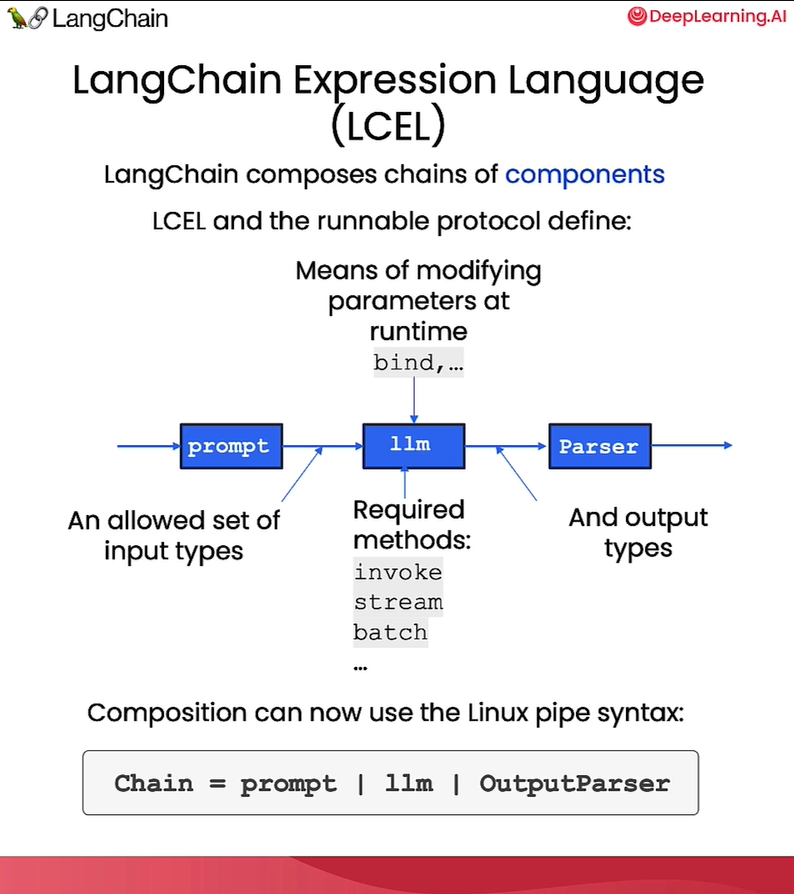 LangChain
DeepLearning.AI
LangChain Expression Language
(LCEL)
LangChain composes chains of components
LCEL and the runnable protocol define:
Means of modifying
parameters at
runtime
bind,…
prompt
llm
Parser
An allowed set of
input types
Required
methods:
invoke
stream
batch
…
And output
types
Composition can now use the Linux pipe syntax:
Chain = prompt | llm | OutputParser